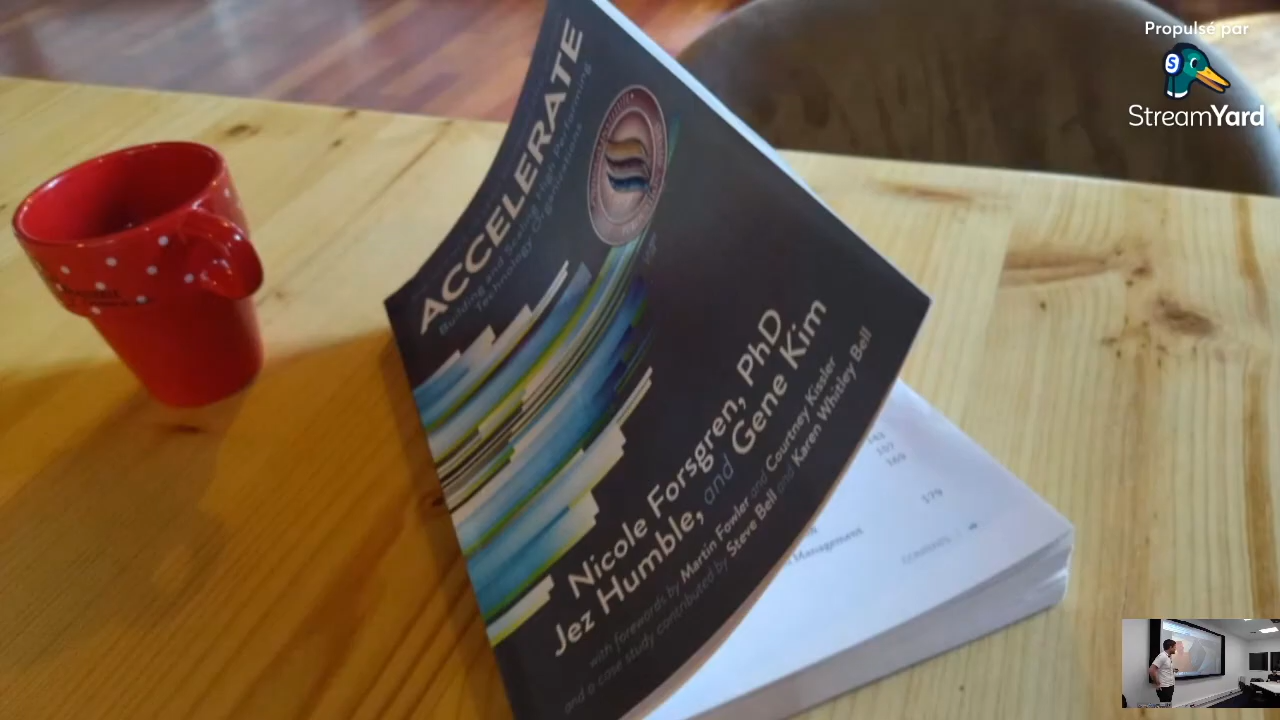 Propulsé par
StreamYard
ACCELERATE
Building and Scaling High Performing
Technology Organizations
Nicole Forsgren, PhD
Jez Humble, and Gene Kim
with forewords by Martin Fowler and Courtney Kissler
and a case study contributed by Steve Bell and Karen Whitley Bell
179
Management